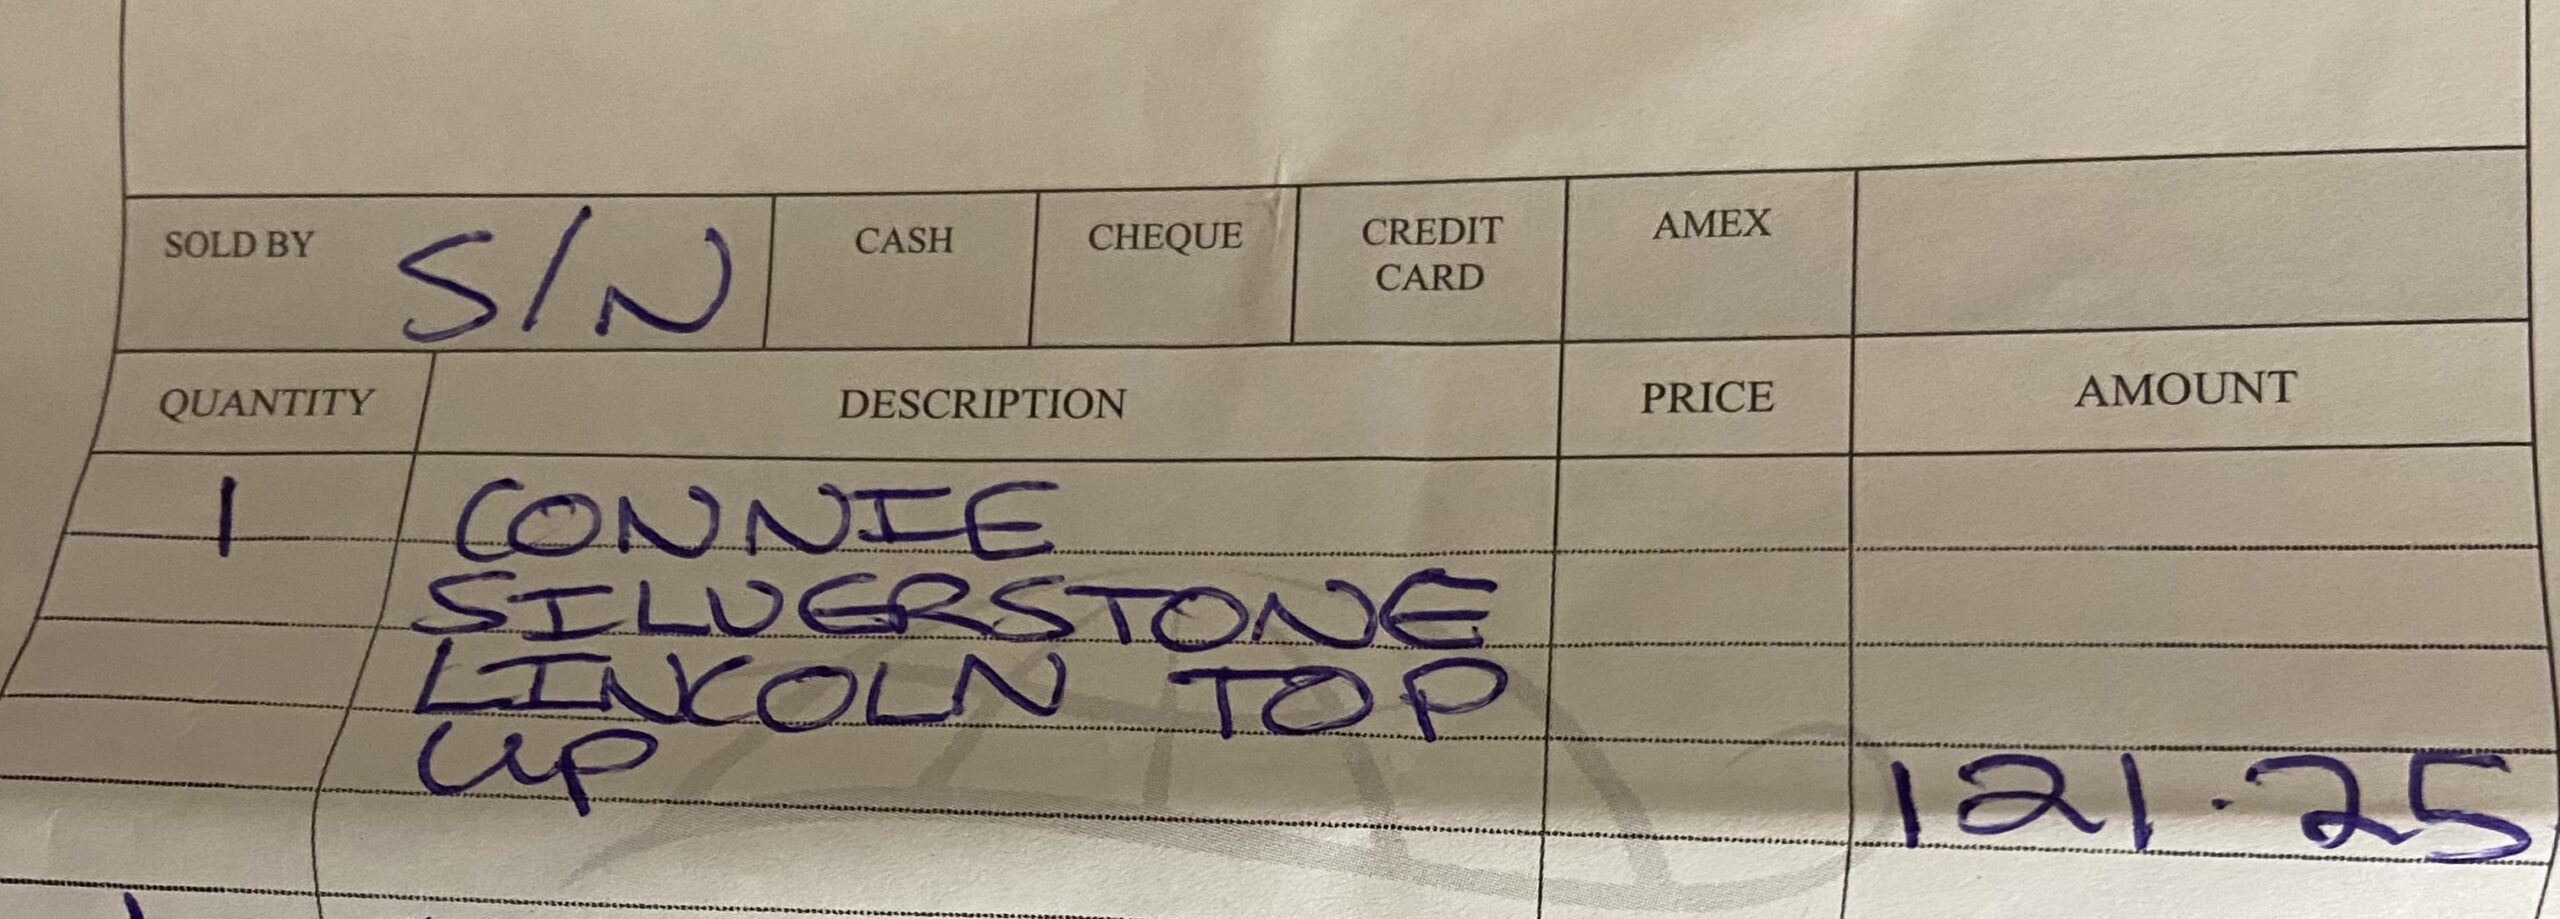 SOLD BY S/N CASH CHEQUE CREDIT CARD AMEX
QUANTITY DESCRIPTION PRICE AMOUNT
1 CONNIE
SILVERSTONE
LINCOLN TOP
UP 121.25